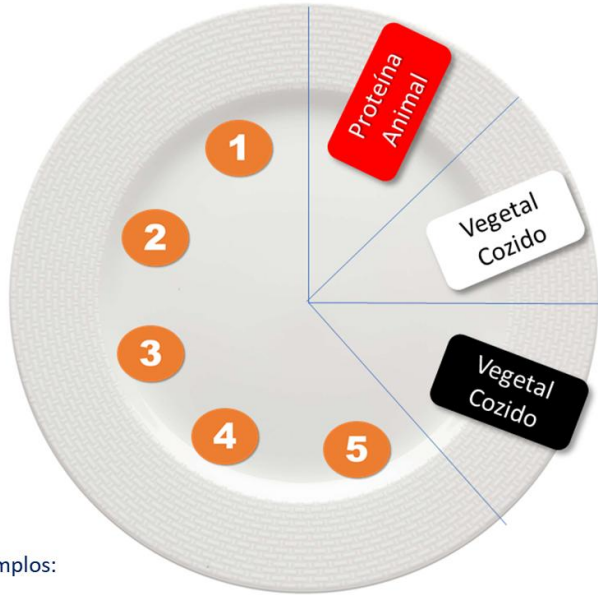 Proteína
Animal
1
2
Vegetal
Cozido
3
Vegetal
Cozido
4
5
mplos: